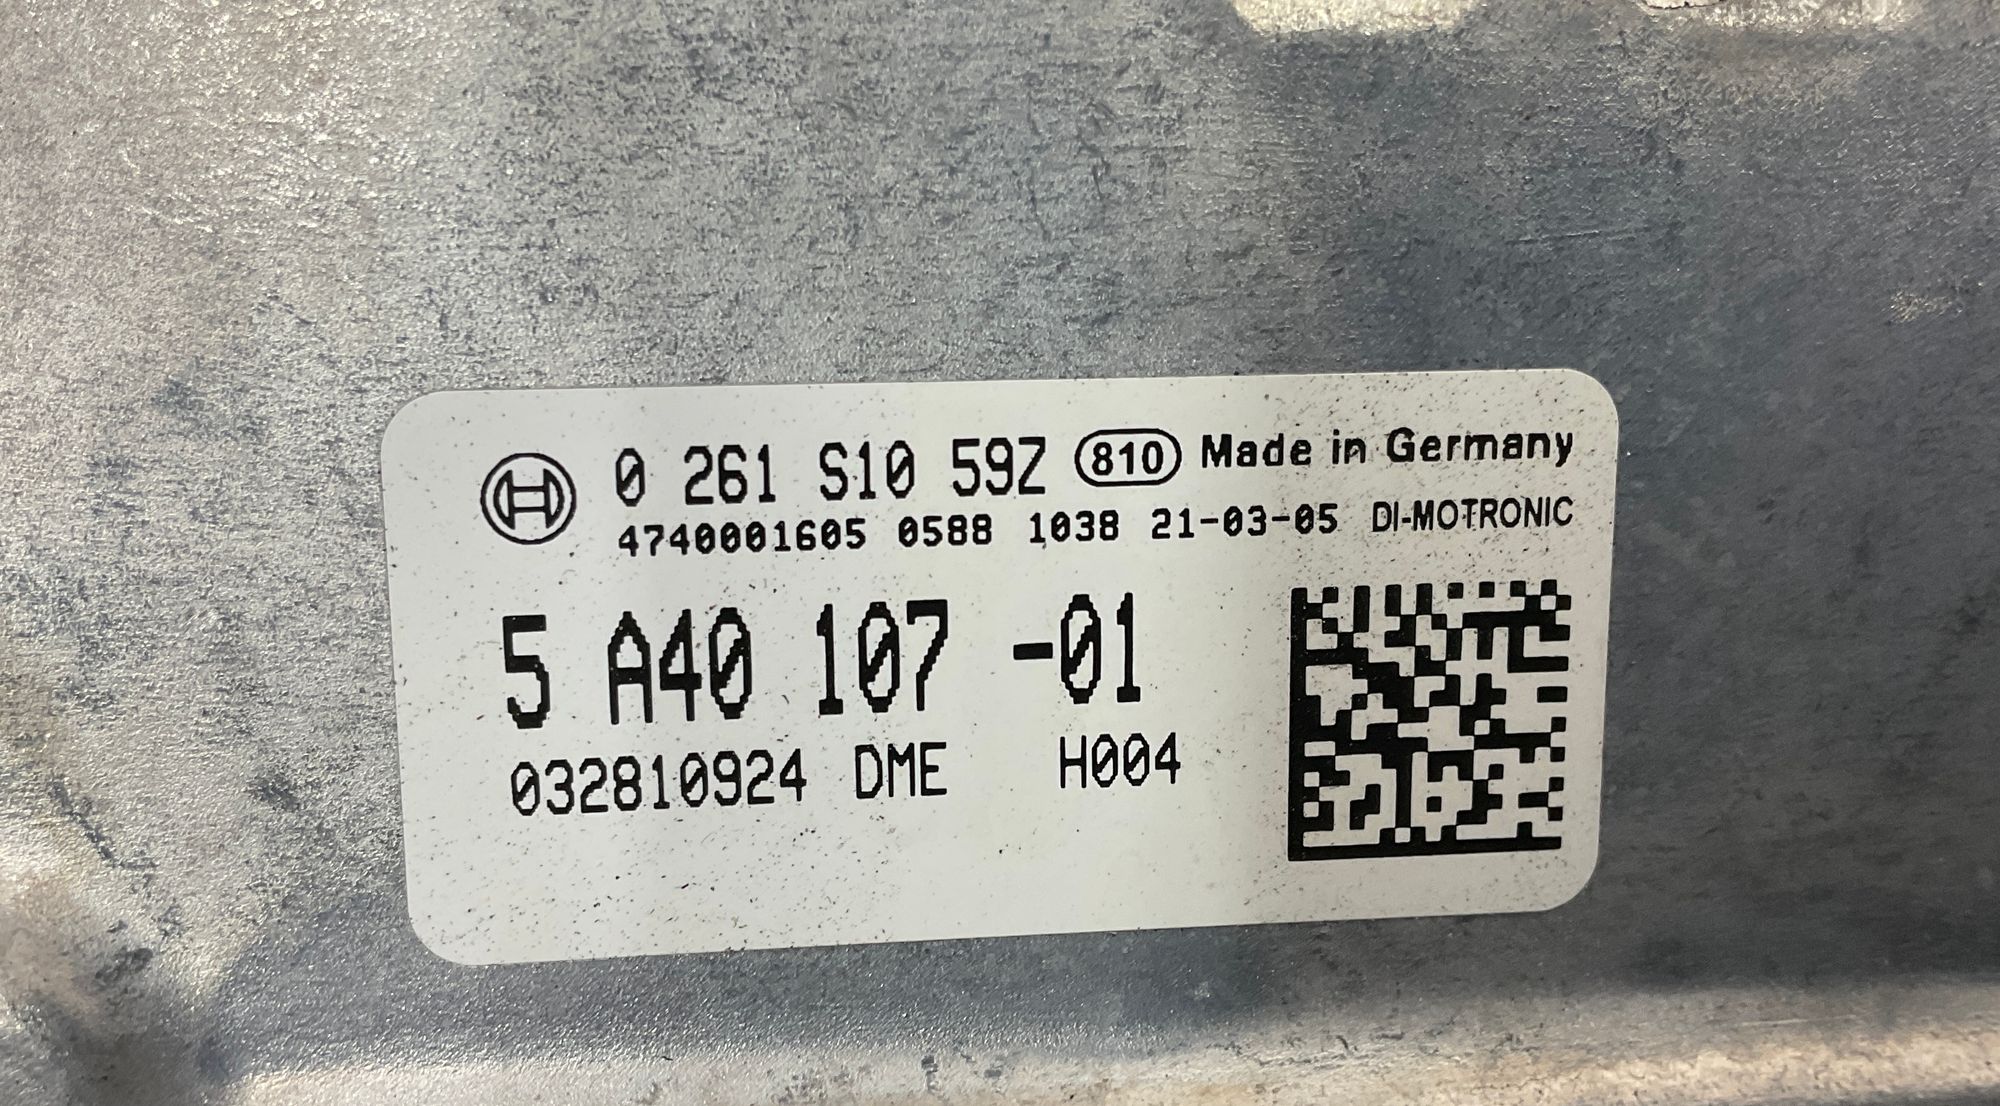 0 261 S10 59Z 810 Made in Germany
4740001605 0588 1038 21-03-05 DI-MOTRONIC
5 A40 107 -01
032810924 DME H004